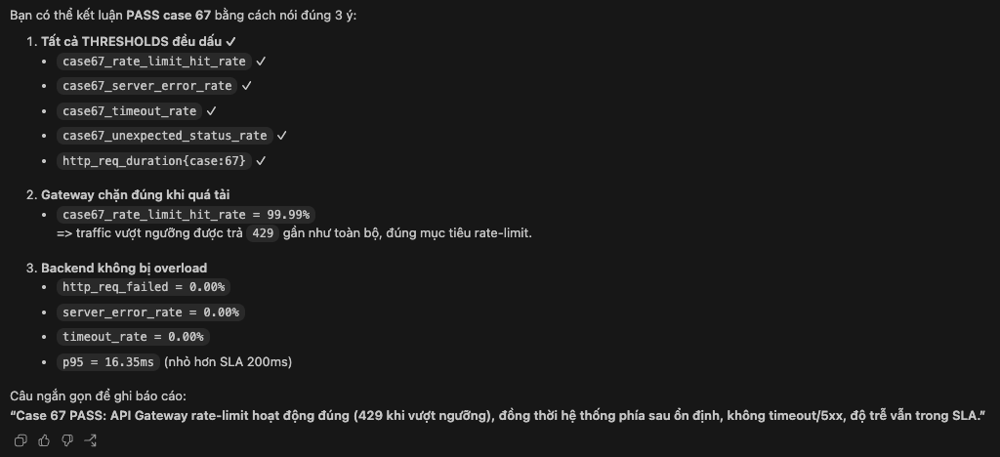 Bạn có thể kết luận PASS case 67 bằng cách nói đúng 3 ý:
1. Tất cả THRESHOLDS đều dấu ✓
• case67_rate_limit_hit_rate ✓
• case67_server_error_rate ✓
• case67_timeout_rate ✓
• case67_unexpected_status_rate ✓
• http_req_duration{case:67} ✓
2. Gateway chặn đúng khi quá tải
• case67_rate_limit_hit_rate = 99.99%
=> traffic vượt ngưỡng được trả 429 gần như toàn bộ, đúng mục tiêu rate-limit.
3. Backend không bị overload
• http_req_failed = 0.00%
• server_error_rate = 0.00%
• timeout_rate = 0.00%
• p95 = 16.35ms (nhỏ hơn SLA 200ms)
Câu ngắn gọn để ghi báo cáo:
“Case 67 PASS: API Gateway rate-limit hoạt động đúng (429 khi vượt ngưỡng), đồng thời hệ thống phía sau ổn định, không timeout/5xx, độ trễ vẫn trong SLA.”